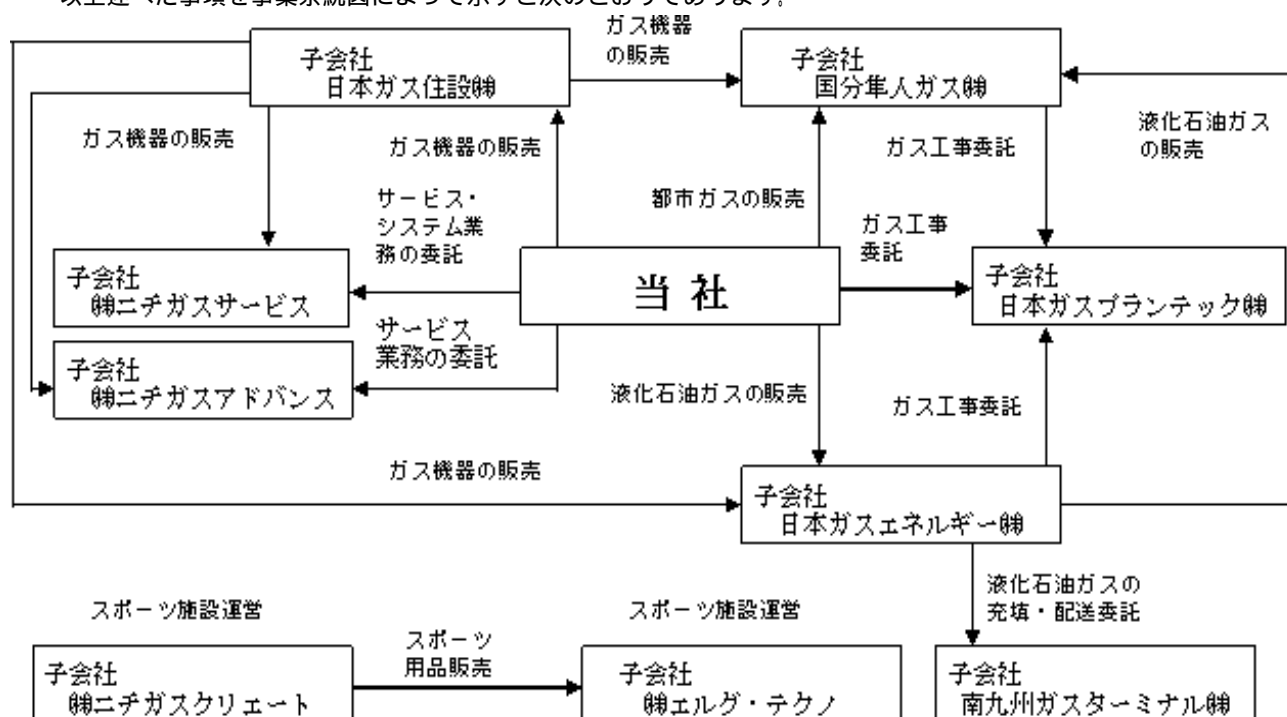 以上述べた事項を事業系統図によって示すと次のとおりであります。
ガス機器
の販売
子会社
日本ガス住設㈱
子会社
国分隼人ガス㈱
ガス機器の販売
ガス機器の販売
ガス工事委託
液化石油ガス
の販売
サービス・
システム業
務の委託
都市ガスの販売
ガス工事
委託
子会社
㈱ニチガスサービス
当社
子会社
日本ガスプランテック㈱
サービス
業務の委託
子会社
㈱ニチガスアドバンス
液化石油ガスの販売
ガス工事委託
ガス機器の販売
子会社
日本ガスエネルギー㈱
液化石油ガスの
充填・配送委託
スポーツ施設運営
スポーツ施設運営
スポーツ
用品販売
子会社
㈱ニチガスクリエート
子会社
㈱エルグ・テクノ
子会社
南九州ガスターミナル㈱